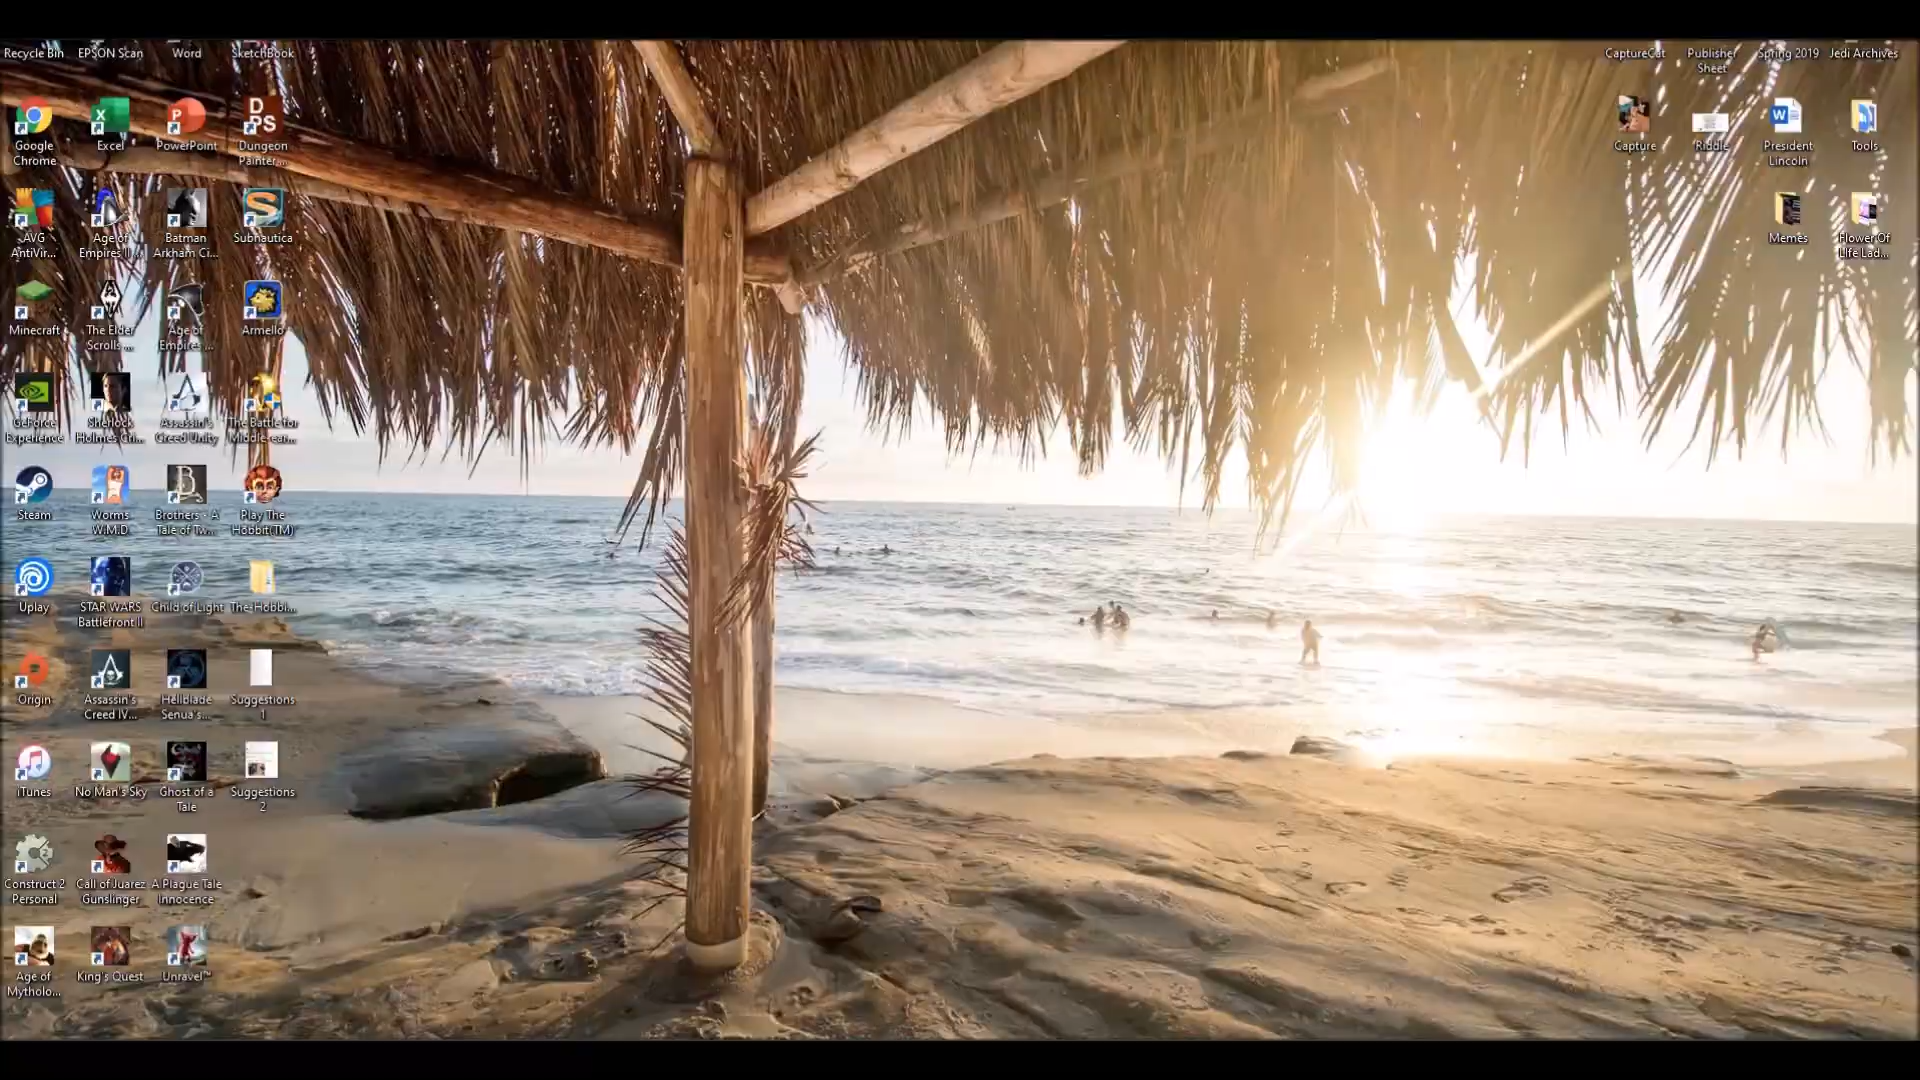 Recycle Bin
EPSON Scan
Word
SketchBook
CaptureCat
Publisher
Sheet
Spring 2019
Jedi Archives
Google
Chrome
Excel
PowerPoint
DPS
Dungeon
Painter...
Capture
Riddle
President
Lincoln
Tools
AVG
AntiVir...
Age of
Empires II...
Batman
Arkham Ci...
Subnautica
Memes
Flower Of
Life Lad...
Minecraft
The Elder
Scrolls ...
Age of
Empires ...
Armello
GeForce
Experience
Sherlock
Holmes Cri...
Assassin's
Creed Unity
The Battle for
Middle-ear...
Steam
Worms
W.M.D
Brothers - A
Tale of Tw...
Play The
Hobbit(TM)
Uplay
STAR WARS
Battlefront II
Child of Light
The-Hobbi...
Origin
Assassin's
Creed IV...
Hellblade
Senua's...
Suggestions
1
iTunes
No Man's Sky
Ghost of a
Tale
Suggestions
2
Construct 2
Personal
Call of Juarez
Gunslinger
A Plague Tale
Innocence
Age of
Mytholo...
King's Quest
Unravel™